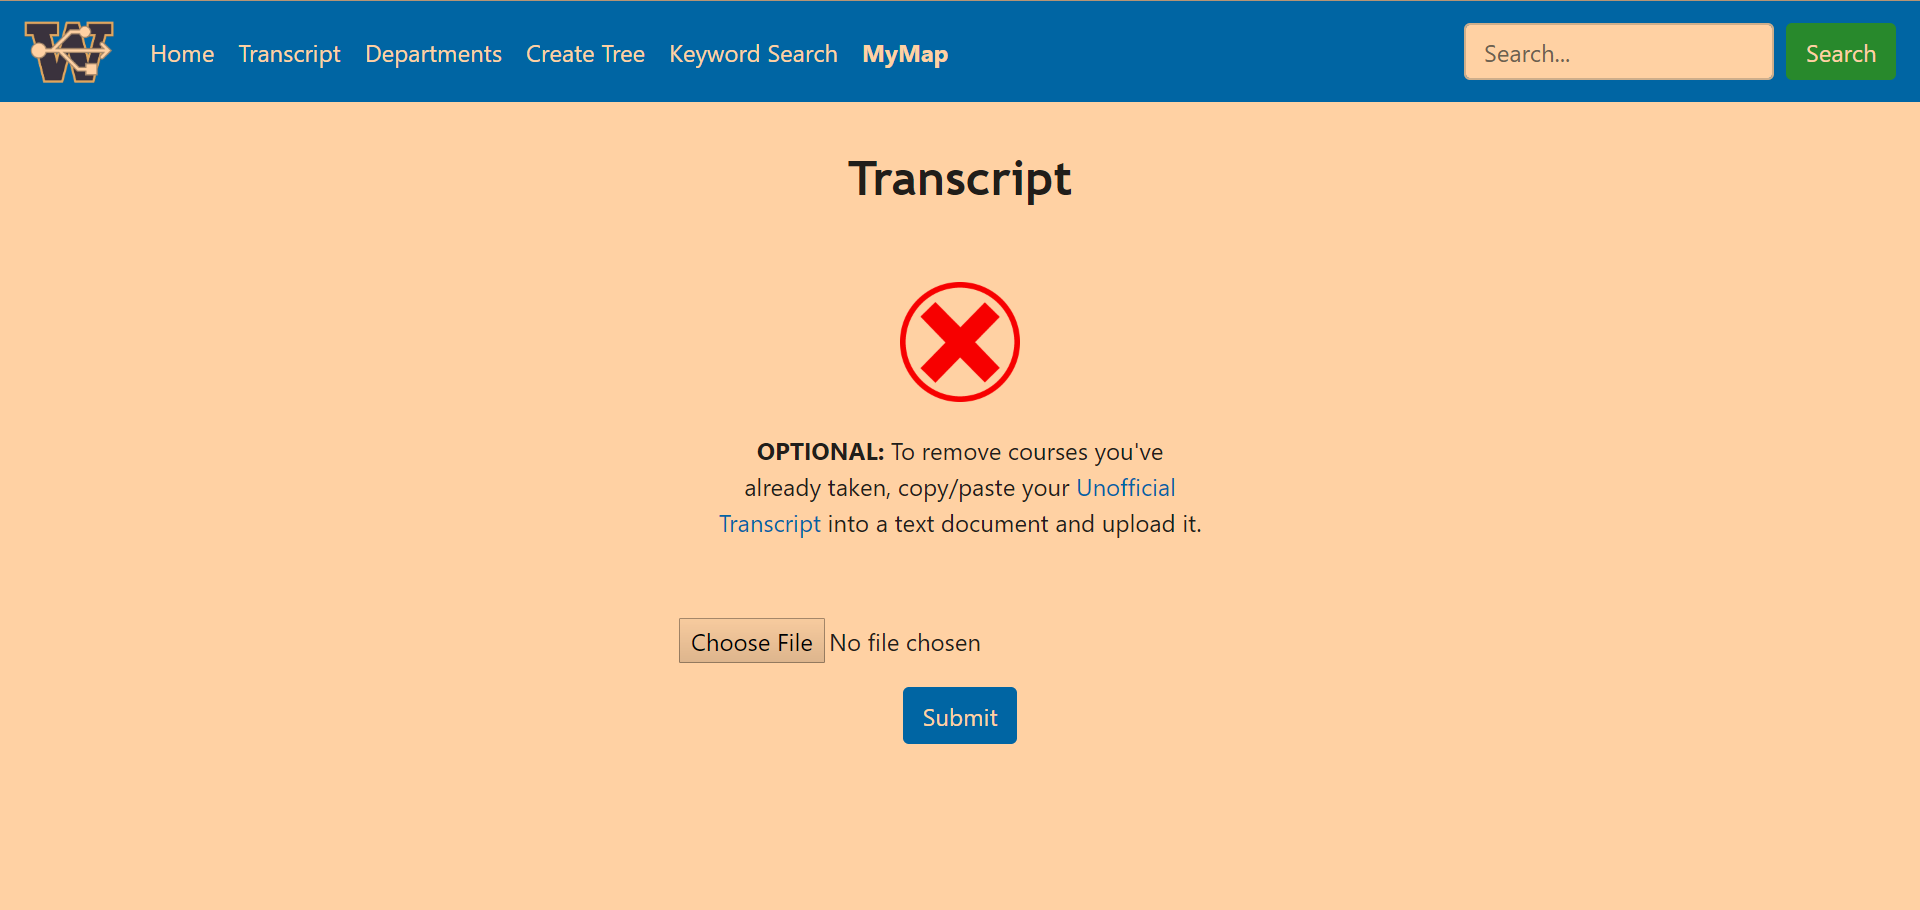 W
Home Transcript Departments Create Tree Keyword Search MyMap Search... Search
Transcript
OPTIONAL: To remove courses you've
already taken, copy/paste your Unofficial
Transcript into a text document and upload it.
Choose File No file chosen
Submit